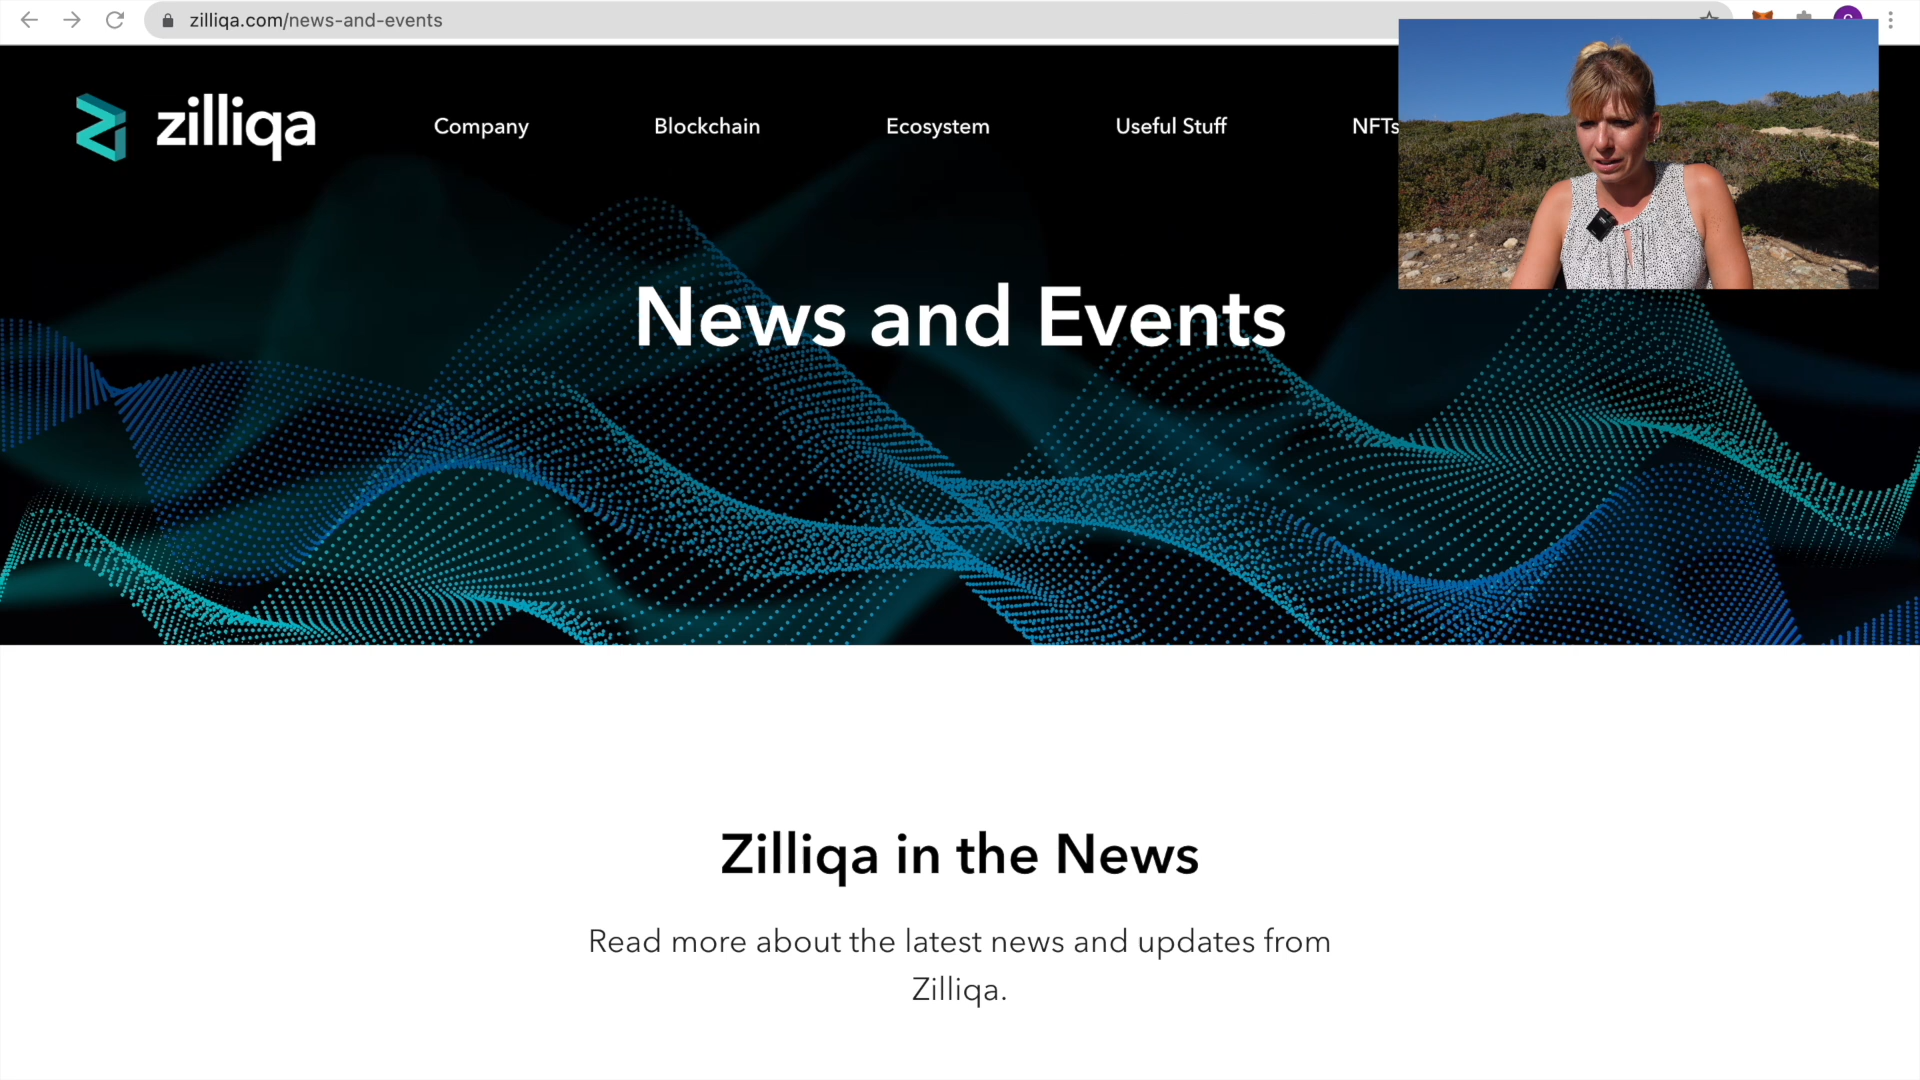 zilliqa.com/news-and-events
zilliqa
Company
Blockchain
Ecosystem
Useful Stuff
NFTs
News and Events
Zilliqa in the News
Read more about the latest news and updates from
Zilliqa.